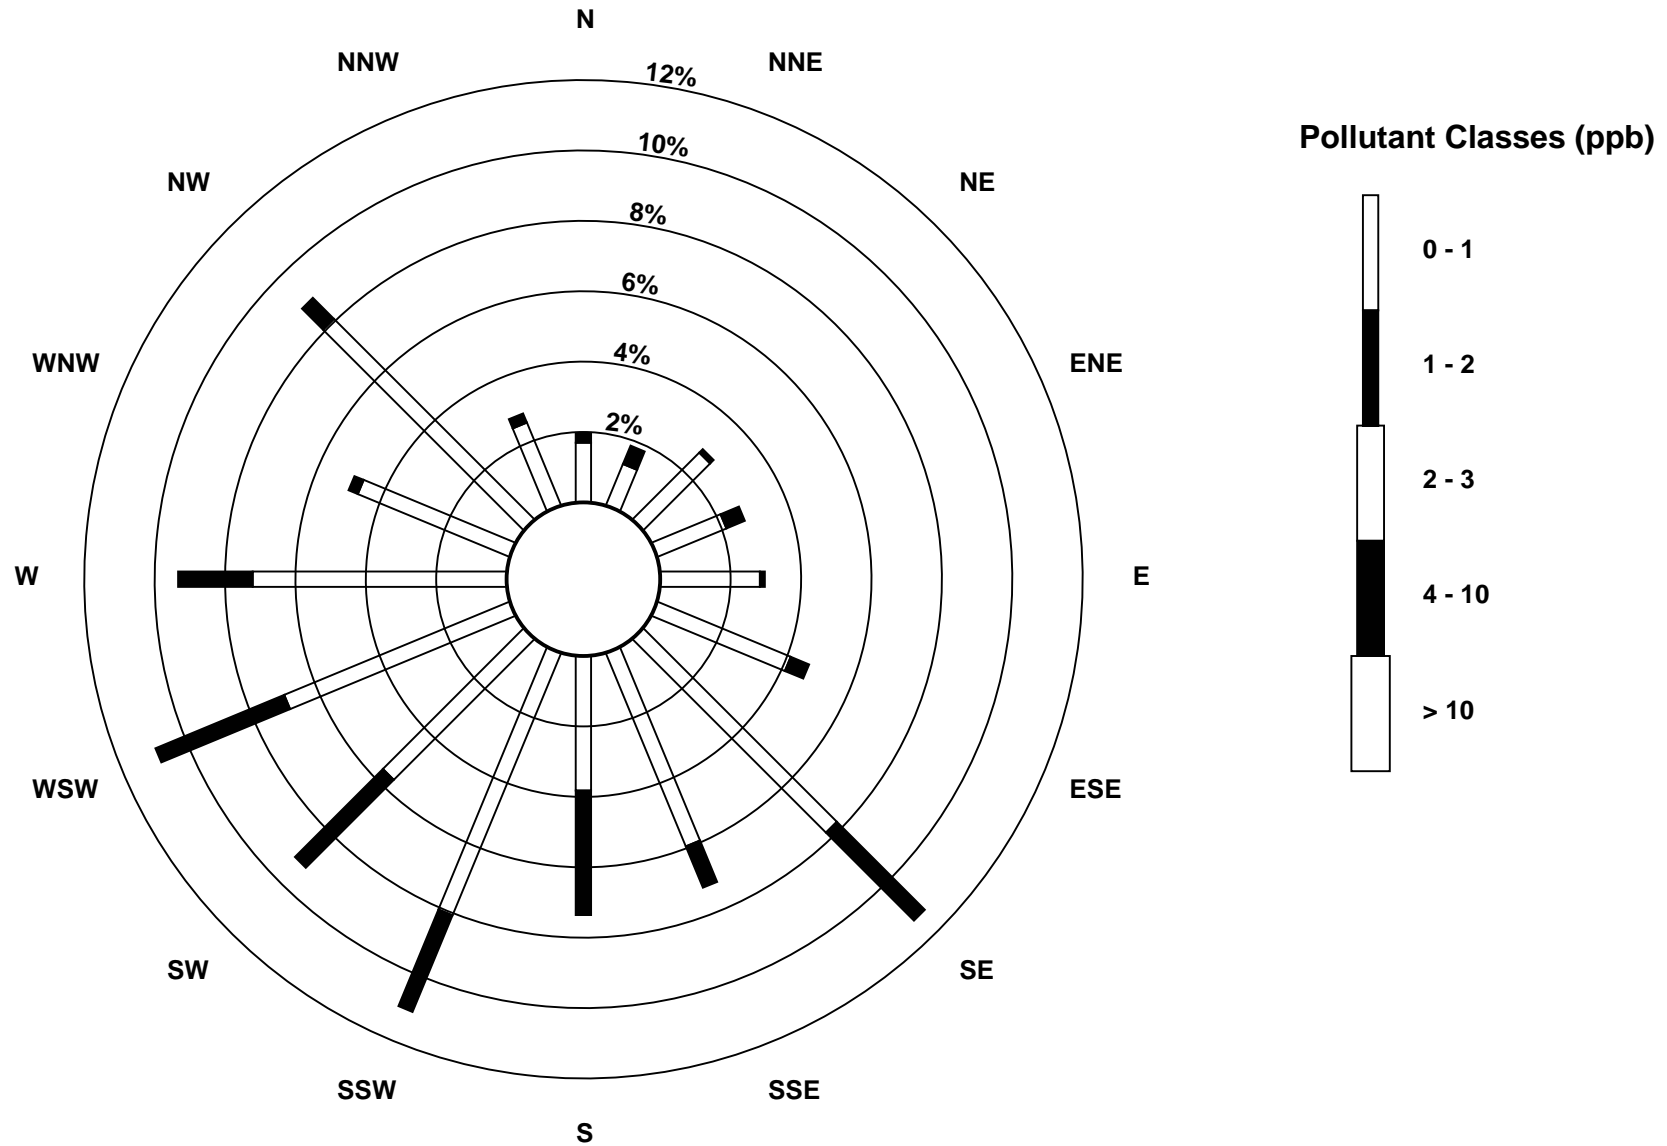 N
NNW
NNE
12%
10%
NW
NE
8%
6%
4%
WNW
ENE
2%
W
E
WSW
ESE
SW
SE
SSW
SSE
S
Pollutant Classes (ppb)
0 - 1
1 - 2
2 - 3
4 - 10
> 10